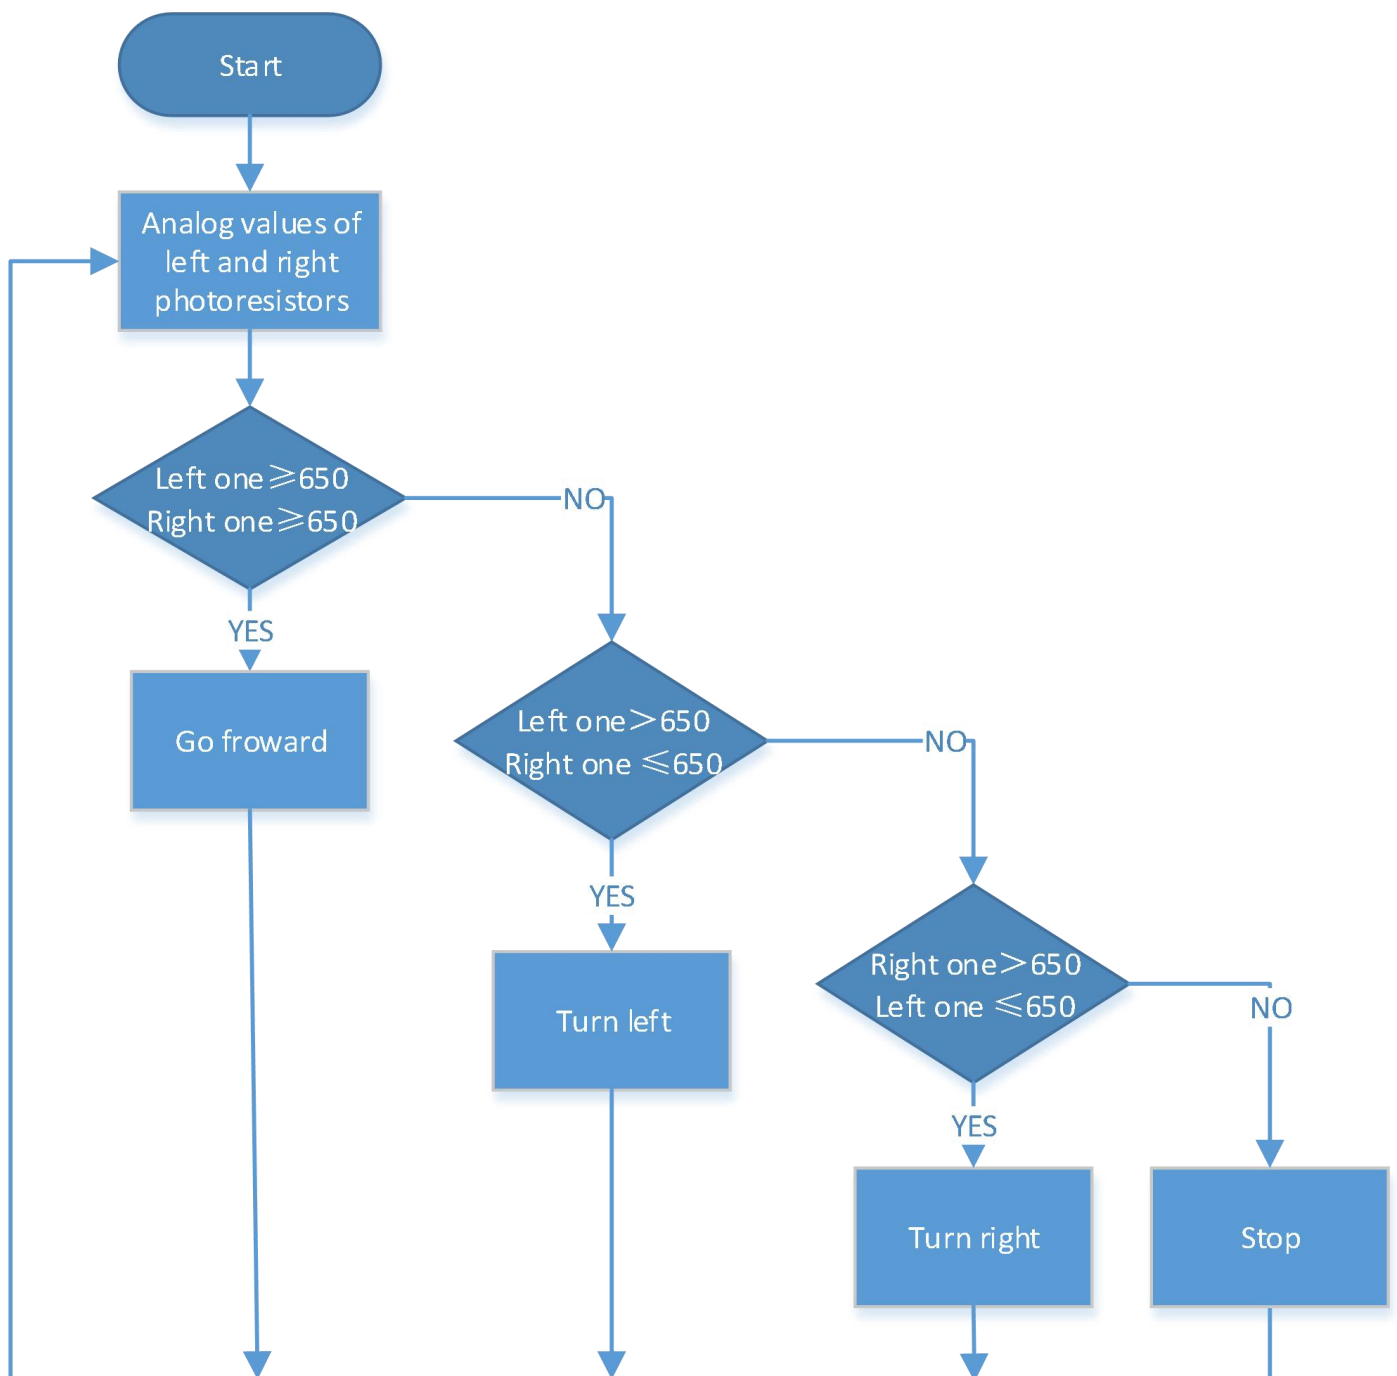 Start
Analog values of
left and right
photoresistors
Left one≥650
Right one≥650
NO
YES
Go froward
Left one>650
Right one ≤650
NO
YES
Turn left
Right one>650
Left one ≤650
NO
YES
Turn right
Stop